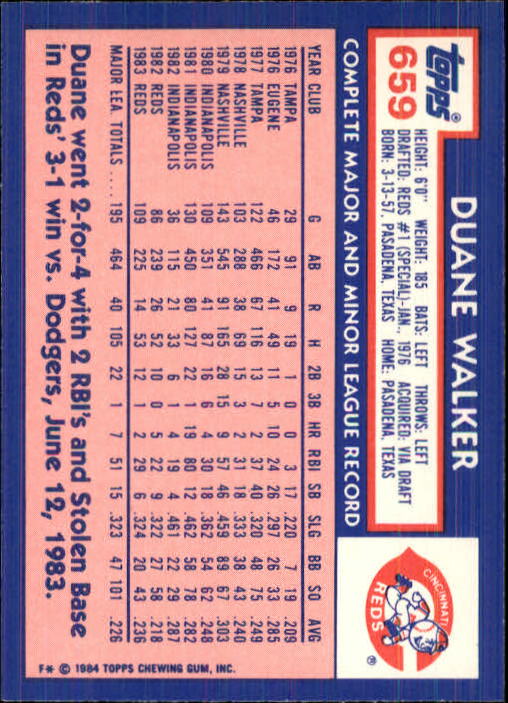 topps®
659
DUANE WALKER
HEIGHT: 6'0" WEIGHT: 185 BATS: LEFT THROWS: LEFT
DRAFTED: REDS #1 (SPECIAL)-JAN., 1976 ACQUIRED: VIA DRAFT
BORN: 3-13-57, PASADENA, TEXAS HOME: PASADENA, TEXAS
CINCINNATI
REDS
®
COMPLETE MAJOR AND MINOR LEAGUE RECORD
YEAR CLUB G AB R H 2B 3B HR RBI SB SLG BB SO AVG
1976 TAMPA 29 91 9 19 1 0 0 3 17 .220 7 19 .209
1976 EUGENE 46 172 41 49 24 26 .297 26 33 .285
1977 TAMPA 122 466 67 116 13 7 2 37 40 .320 48 75 .249
1978 NASHVILLE 103 288 38 69 15 3 2 31 18 .333 38 43 .240
1979 NASHVILLE 143 545 91 165 28 15 9 57 46 .459 89 67 .303
1980 INDIANAPOLIS 109 351 41 87 16 6 4 30 18 .362 54 62 .248
1981 INDIANAPOLIS 130 450 80 127 22 1 19 80 12 .462 58 78 .282
1982 INDIANAPOLIS 36 115 21 33 6 1 4 .461 22 29 .287
1982 REDS 86 239 26 52 10 0 5 22 9 .322 27 58 .218
1983 REDS 109 225 14 53 12 1 2 29 6 .324 20 43 .236
MAJOR LEA. TOTALS .... 195 464 40 105 22 1 7 51 15 .323 47 101 .226
Duane went 2-for-4 with 2 RBI's and Stolen Base
in Reds' 3-1 win vs. Dodgers, June 12, 1983.
F* © 1984 TOPPS CHEWING GUM, INC.